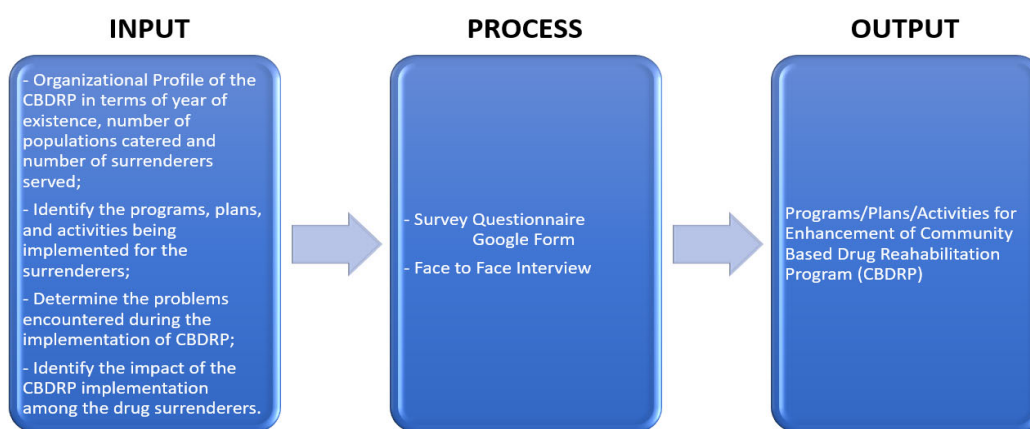 INPUT
- Organizational Profile of the
CBDRP in terms of year of
existence, number of
populations catered and
number of surrenderers
served;
- Identify the programs, plans,
and activities being
implemented for the
surrenderers;
- Determine the problems
encountered during the
implementation of CBDRP;
- Identify the impact of the
CBDRP implementation
among the drug surrenderers.
PROCESS
- Survey Questionnaire
Google Form
- Face to Face Interview
OUTPUT
Programs/Plans/Activities for
Enhancement of Community
Based Drug Reahabilitation
Program (CBDRP)